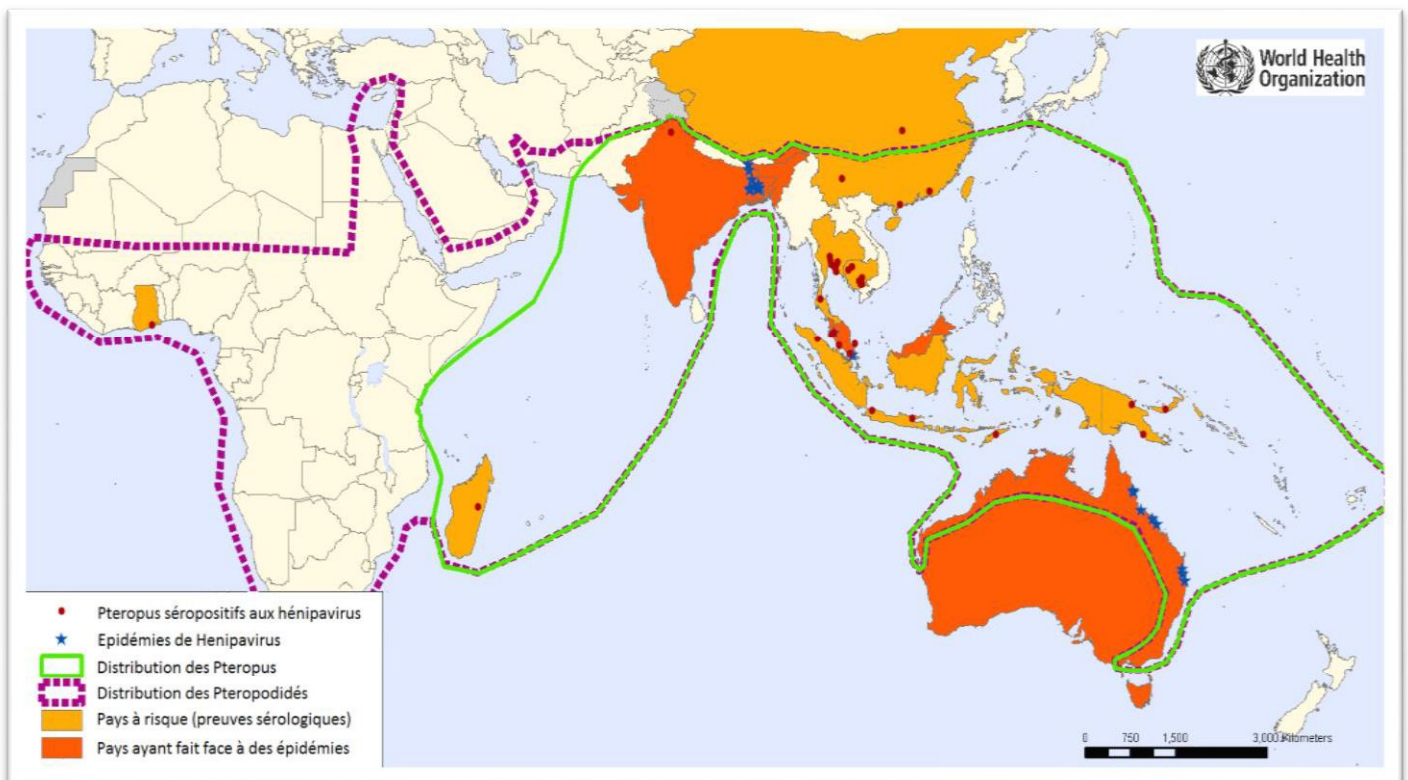 World Health
Organization
Pteropus séropositifs aux hénipavirus
Epidémies de Henipavirus
Distribution des Pteropus
Distribution des Pteropodidés
Pays à risque (preuves sérologiques)
Pays ayant fait face à des épidémies
0 750 1,500 3,000 Kilometers